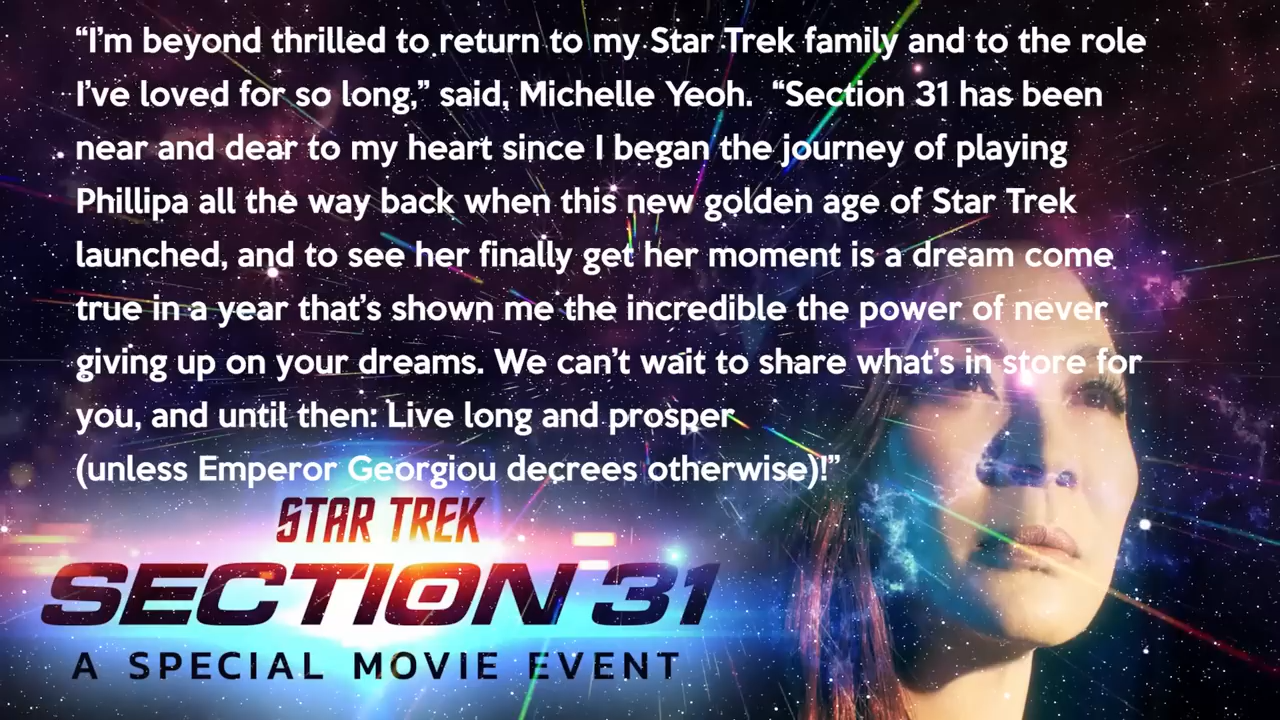 “I’m beyond thrilled to return to my Star Trek family and to the role
I’ve loved for so long,” said, Michelle Yeoh.  “Section 31 has been
near and dear to my heart since I began the journey of playing
Phillipa all the way back when this new golden age of Star Trek
launched, and to see her finally get her moment is a dream come
true in a year that’s shown me the incredible the power of never
giving up on your dreams. We can’t wait to share what’s in store for
you, and until then: Live long and prosper
(unless Emperor Georgiou decrees otherwise)!”
STAR TREK
SECTION 31
A SPECIAL MOVIE EVENT